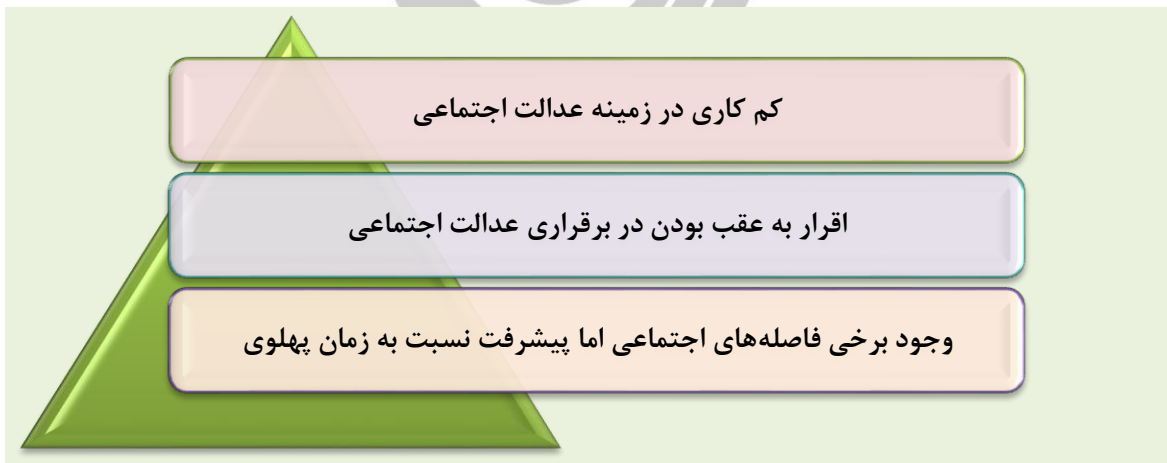 کم کاری در زمینه عدالت اجتماعی
اقرار به عقب بودن در برقراری عدالت اجتماعی
وجود برخی فاصله‌های اجتماعی اما پیشرفت نسبت به زمان پهلوی